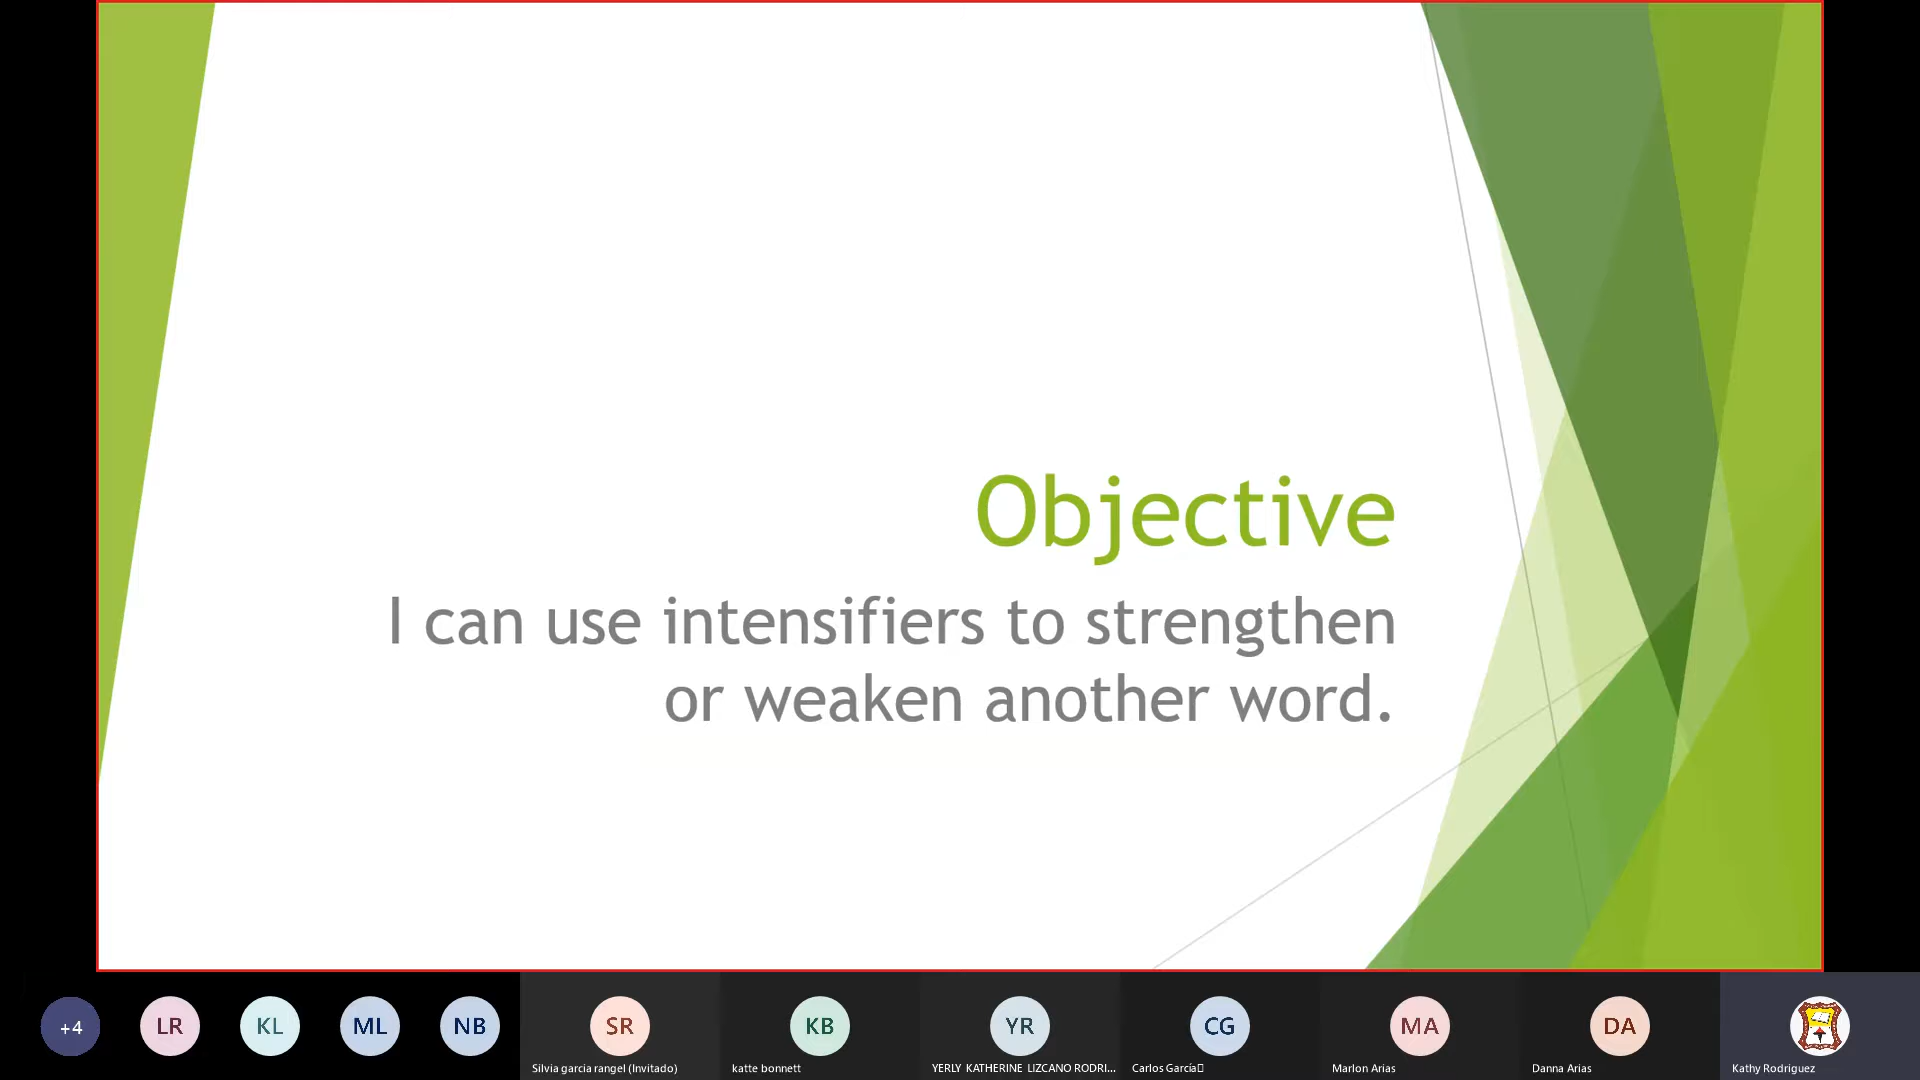 Objective
I can use intensifiers to strengthen
or weaken another word.
+4
LR
KL
ML
NB
SR
KB
YR
CG
MA
DA
Silvia garcia rangel (Invitado)
katte bonnett
YERLY KATHERINE LIZCANO RODRI...
Carlos García
Marlon Arias
Danna Arias
Kathy Rodriguez